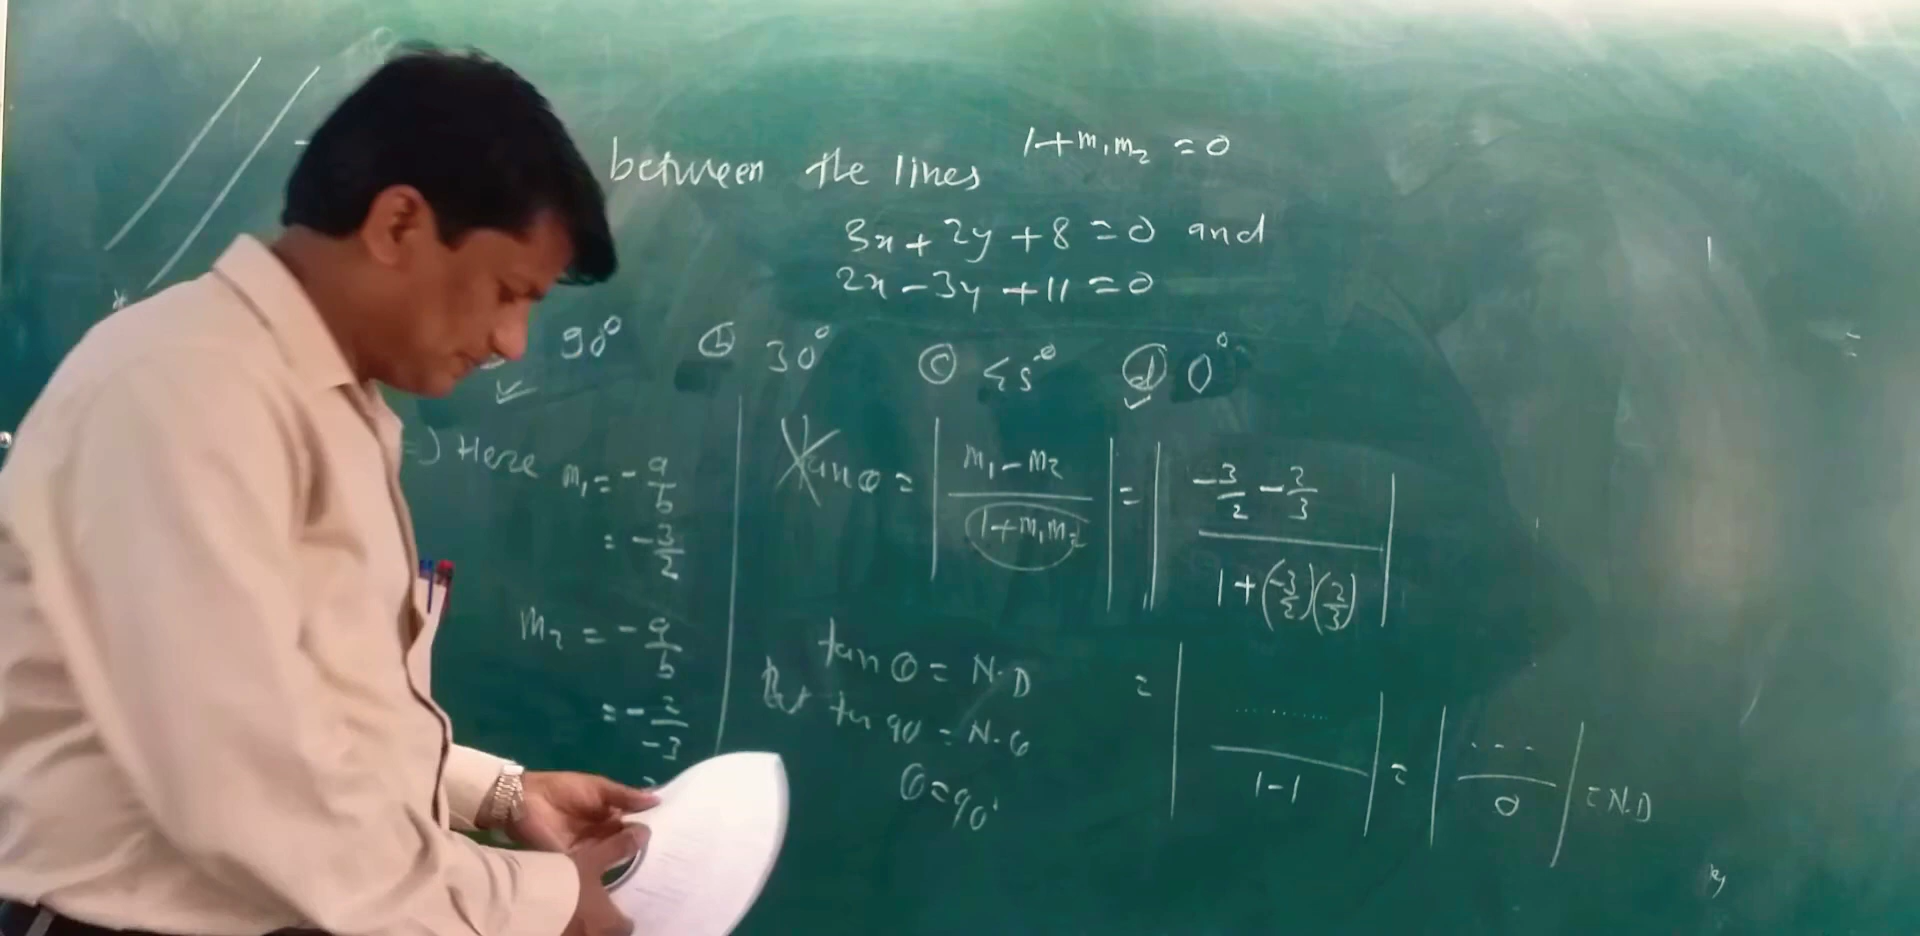 between the lines 1+m₁m₂ = 0
3x + 2y + 8 = 0 and
2x - 3y + 11 = 0
90° (b) 30° (c) 45° (d) 0°
=) Here m₁ = -a/b
= -3/2
m₂ = -a/b
= -2/-3
tanθ = |(m₁ - m₂)/(1+m₁m₂)| = |(-3/2 - 2/3)/(1+(-3/2)(2/3))|
= |......../(1-1)| = |.../0| = N.D
tan θ = N.D
But tan 90 = N.D
θ = 90°